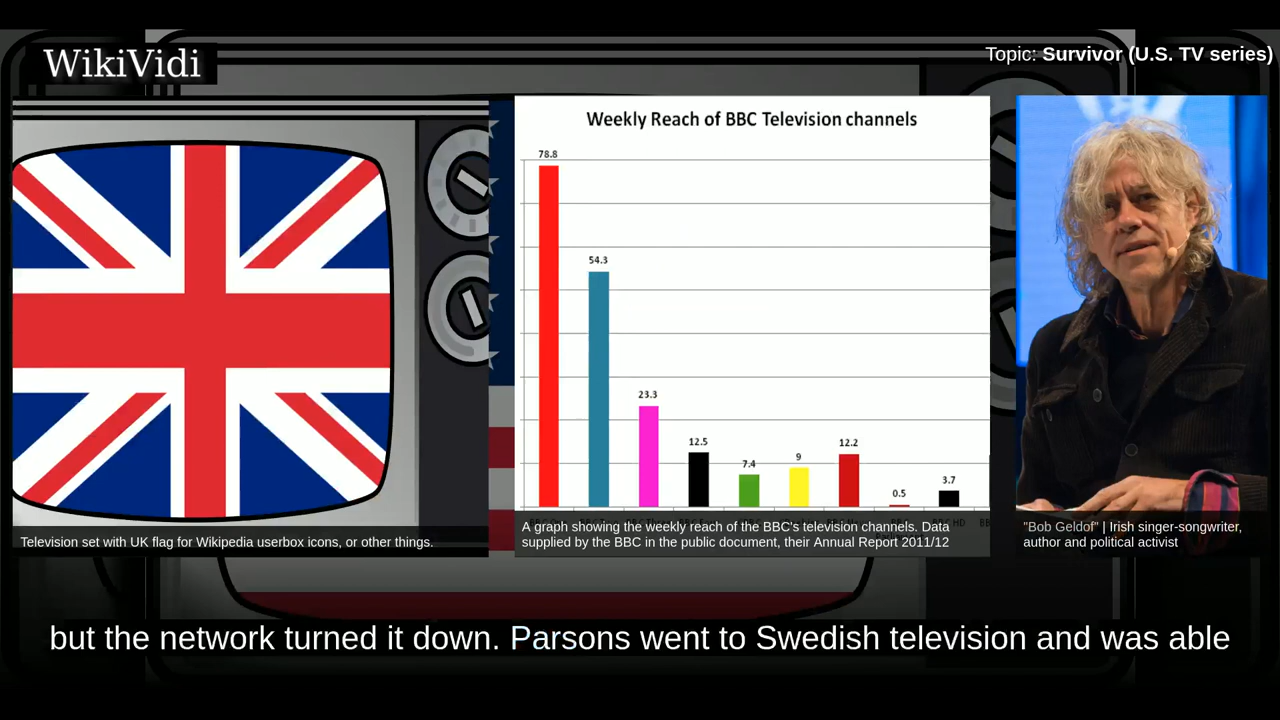 WikiVidi
Topic: Survivor (U.S. TV series)
Weekly Reach of BBC Television channels
78.8
54.3
23.3
12.5
7.4
9
12.2
0.5
3.7
Television set with UK flag for Wikipedia userbox icons, or other things.
A graph showing the weekly reach of the BBC's television channels. Data
supplied by the BBC in the public document, their Annual Report 2011/12
"Bob Geldof" | Irish singer-songwriter,
author and political activist
but the network turned it down. Parsons went to Swedish television and was able